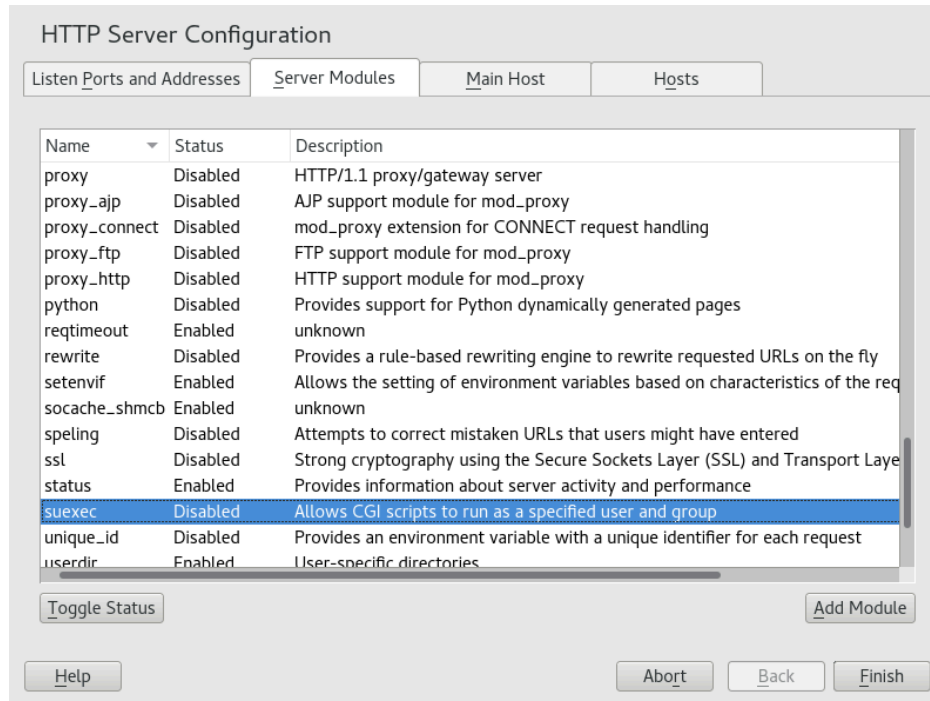 HTTP Server Configuration
Listen Ports and Addresses Server Modules Main Host Hosts
Name Status Description
proxy Disabled HTTP/1.1 proxy/gateway server
proxy_ajp Disabled AJP support module for mod_proxy
proxy_connect Disabled mod_proxy extension for CONNECT request handling
proxy_ftp Disabled FTP support module for mod_proxy
proxy_http Disabled HTTP support module for mod_proxy
python Disabled Provides support for Python dynamically generated pages
reqtimeout Enabled unknown
rewrite Disabled Provides a rule-based rewriting engine to rewrite requested URLs on the fly
setenvif Enabled Allows the setting of environment variables based on characteristics of the req
socache_shmcb Enabled unknown
speling Disabled Attempts to correct mistaken URLs that users might have entered
ssl Disabled Strong cryptography using the Secure Sockets Layer (SSL) and Transport Laye
status Enabled Provides information about server activity and performance
suexec Disabled Allows CGI scripts to run as a specified user and group
unique_id Disabled Provides an environment variable with a unique identifier for each request
userdir Enabled User-specific directories
Toggle Status Add Module
Help Abort Back Finish